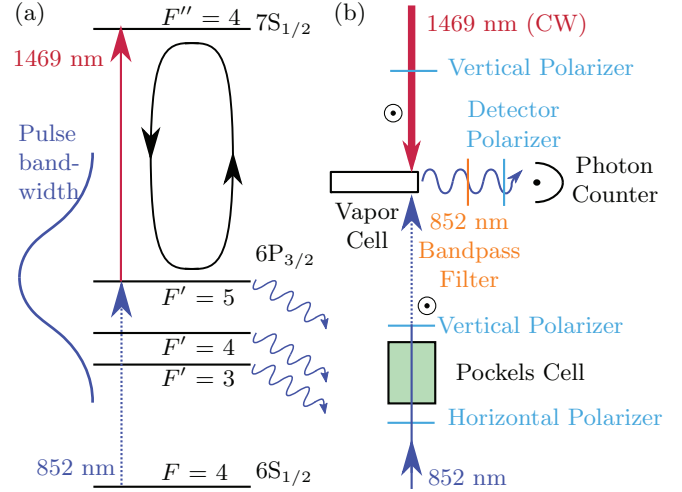 (a)
F'' = 4
7S1/2
1469 nm
Pulse
band-
width
6P3/2
F' = 5
F' = 4
F' = 3
852 nm
F = 4
6S1/2
(b)
1469 nm (CW)
Vertical Polarizer
Detector
Polarizer
Photon
Counter
Vapor
Cell
852 nm
Bandpass
Filter
Vertical Polarizer
Pockels Cell
Horizontal Polarizer
852 nm